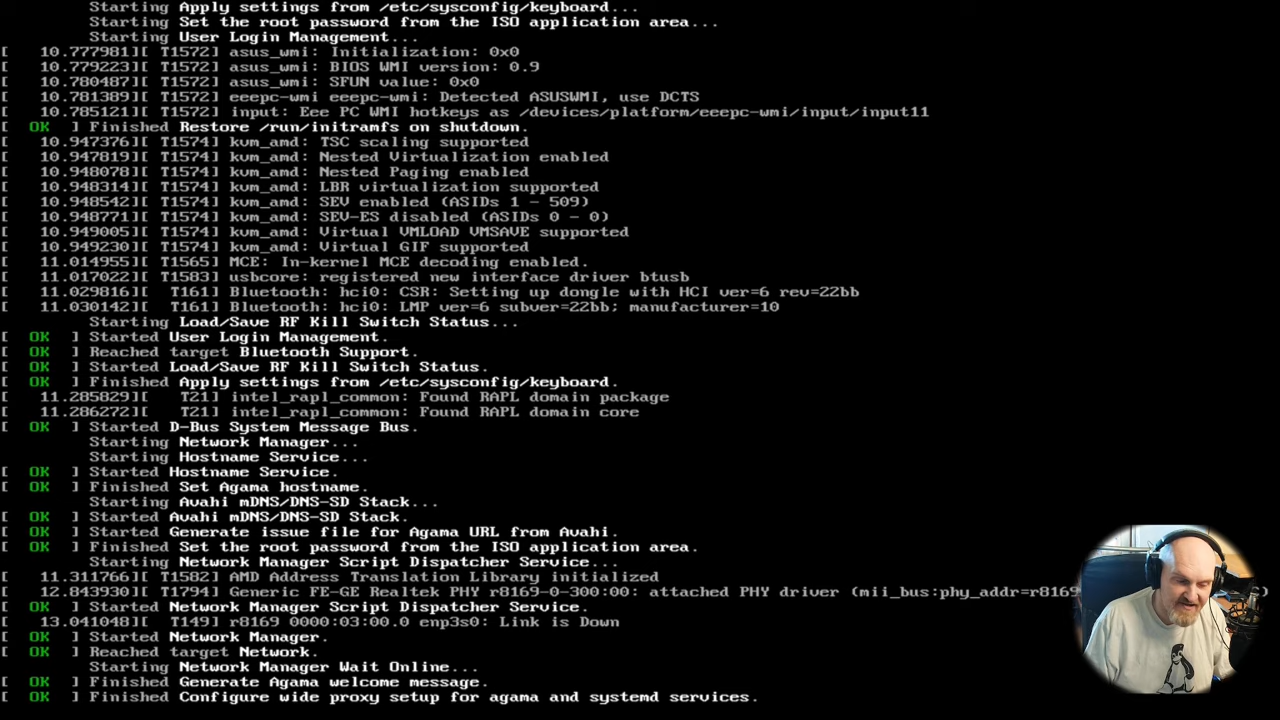 Starting Apply settings from /etc/sysconfig/keyboard...
Starting Set the root password from the ISO application area...
Starting User Login Management...
[   10.777981][ T1572] asus_wmi: Initialization: 0x0
[   10.779223][ T1572] asus_wmi: BIOS WMI version: 0.9
[   10.780487][ T1572] asus_wmi: SFUN value: 0x0
[   10.781389][ T1572] eeepc-wmi eeepc-wmi: Detected ASUSWMI, use DCTS
[   10.785121][ T1572] input: Eee PC WMI hotkeys as /devices/platform/eeepc-wmi/input/input11
[  OK  ] Finished Restore /run/initramfs on shutdown.
[   10.947376][ T1574] kvm_amd: TSC scaling supported
[   10.947819][ T1574] kvm_amd: Nested Virtualization enabled
[   10.948078][ T1574] kvm_amd: Nested Paging enabled
[   10.948314][ T1574] kvm_amd: LBR virtualization supported
[   10.948542][ T1574] kvm_amd: SEV enabled (ASIDs 1 - 509)
[   10.948771][ T1574] kvm_amd: SEV-ES disabled (ASIDs 0 - 0)
[   10.949005][ T1574] kvm_amd: Virtual VMLOAD VMSAVE supported
[   10.949230][ T1574] kvm_amd: Virtual GIF supported
[   11.014955][ T1565] MCE: In-kernel MCE decoding enabled.
[   11.017022][ T1583] usbcore: registered new interface driver btusb
[   11.029816][  T161] Bluetooth: hci0: CSR: Setting up dongle with HCI ver=6 rev=22bb
[   11.030142][  T161] Bluetooth: hci0: LMP ver=6 subver=22bb; manufacturer=10
Starting Load/Save RF Kill Switch Status...
[  OK  ] Started User Login Management.
[  OK  ] Reached target Bluetooth Support.
[  OK  ] Started Load/Save RF Kill Switch Status.
[  OK  ] Finished Apply settings from /etc/sysconfig/keyboard.
[   11.285829][   T21] intel_rapl_common: Found RAPL domain package
[   11.286272][   T21] intel_rapl_common: Found RAPL domain core
[  OK  ] Started D-Bus System Message Bus.
Starting Network Manager...
Starting Hostname Service...
[  OK  ] Started Hostname Service.
[  OK  ] Finished Set Agama hostname.
Starting Avahi mDNS/DNS-SD Stack...
[  OK  ] Started Avahi mDNS/DNS-SD Stack.
[  OK  ] Started Generate issue file for Agama URL from Avahi.
[  OK  ] Finished Set the root password from the ISO application area.
Starting Network Manager Script Dispatcher Service...
[   11.311766][ T1582] AMD Address Translation Library initialized
[   12.843930][ T1794] Generic FE-GE Realtek PHY r8169-0-300:00: attached PHY driver (mii_bus:phy_addr=r8169
[  OK  ] Started Network Manager Script Dispatcher Service.
[   13.041048][  T149] r8169 0000:03:00.0 enp3s0: Link is Down
[  OK  ] Started Network Manager.
[  OK  ] Reached target Network.
Starting Network Manager Wait Online...
[  OK  ] Finished Generate Agama welcome message.
[  OK  ] Finished Configure wide proxy setup for agama and systemd services.